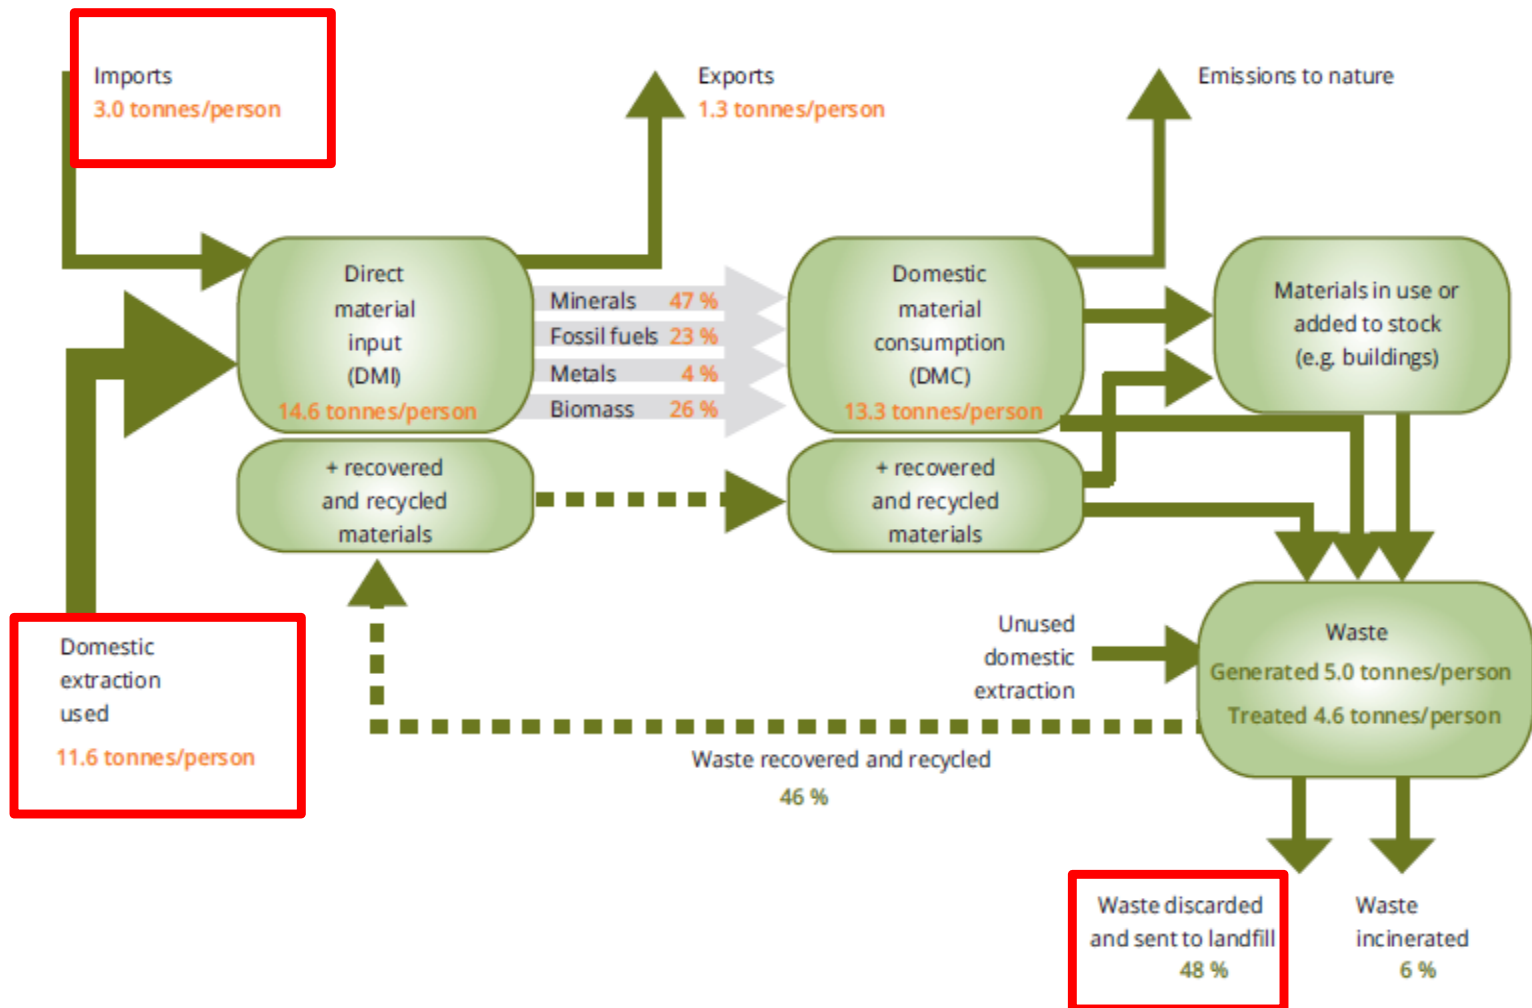 Imports
3.0 tonnes/person
Exports
1.3 tonnes/person
Emissions to nature
Direct
material
input
(DMI)
14.6 tonnes/person
Minerals 47 %
Fossil fuels 23 %
Metals 4 %
Biomass 26 %
Domestic
material
consumption
(DMC)
13.3 tonnes/person
Materials in use or
added to stock
(e.g. buildings)
+ recovered
and recycled
materials
+ recovered
and recycled
materials
Domestic
extraction
used
11.6 tonnes/person
Unused
domestic
extraction
Waste
Generated 5.0 tonnes/person
Treated 4.6 tonnes/person
Waste recovered and recycled
46 %
Waste discarded
and sent to landfill
48 %
Waste
incinerated
6 %